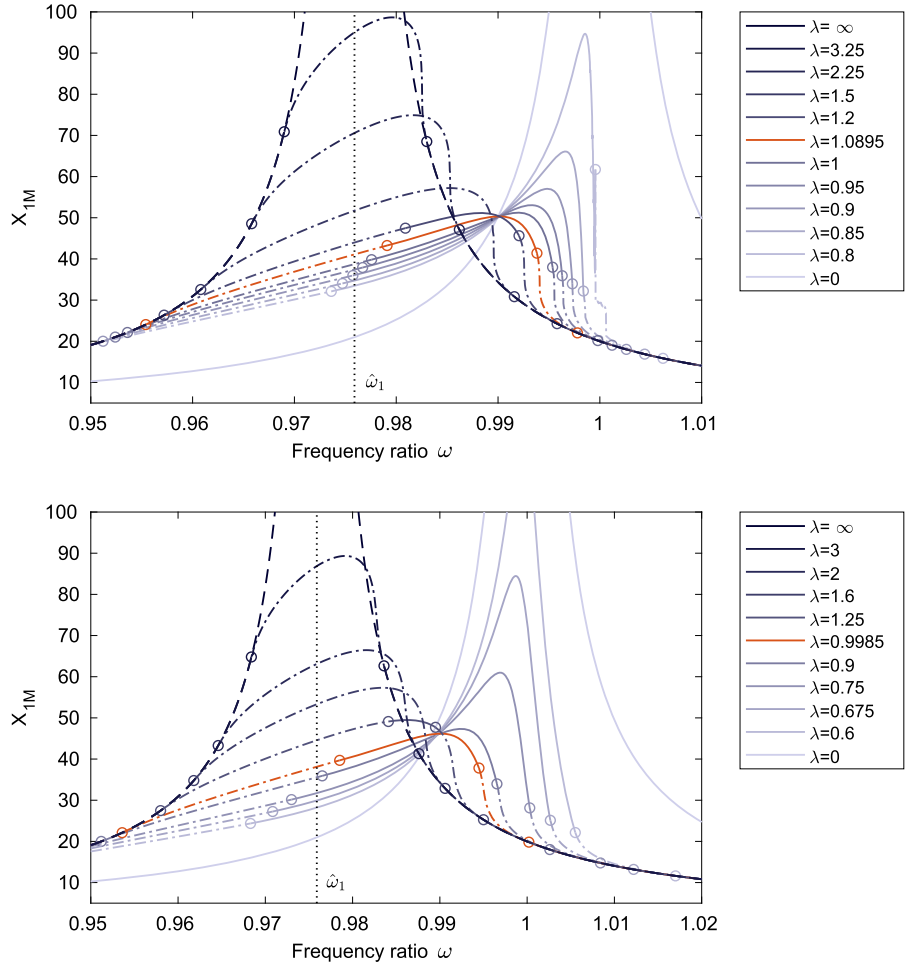 100
90
80
70
60
50
40
30
20
10
X1M
0.95
0.96
0.97
0.98
0.99
1
1.01
Frequency ratio ω
ω̂1
λ= ∞
λ=3.25
λ=2.25
λ=1.5
λ=1.2
λ=1.0895
λ=1
λ=0.95
λ=0.9
λ=0.85
λ=0.8
λ=0
100
90
80
70
60
50
40
30
20
10
X1M
0.95
0.96
0.97
0.98
0.99
1
1.01
1.02
Frequency ratio ω
ω̂1
λ= ∞
λ=3
λ=2
λ=1.6
λ=1.25
λ=0.9985
λ=0.9
λ=0.75
λ=0.675
λ=0.6
λ=0